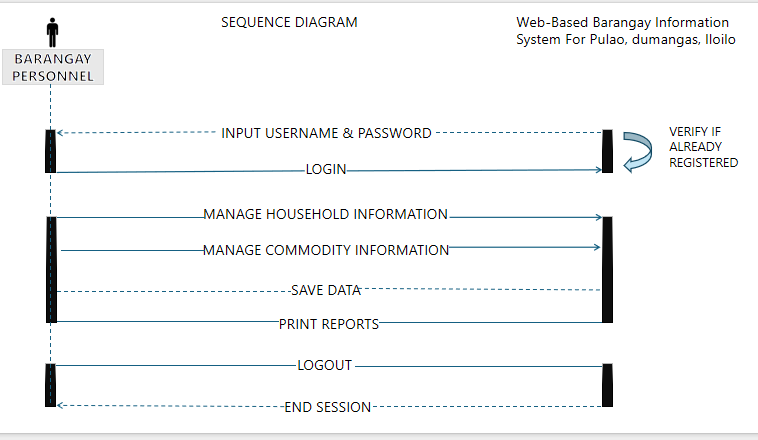 SEQUENCE DIAGRAM
Web-Based Barangay Information
System For Pulao, dumangas, Iloilo
BARANGAY
PERSONNEL
INPUT USERNAME & PASSWORD
VERIFY IF
ALREADY
REGISTERED
LOGIN
MANAGE HOUSEHOLD INFORMATION
MANAGE COMMODITY INFORMATION
SAVE DATA
PRINT REPORTS
LOGOUT
END SESSION